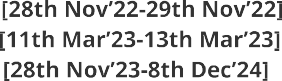 [28th Nov’22-29th Nov’22]
[11th Mar’23-13th Mar’23]
[28th Nov’23-8th Dec’24]